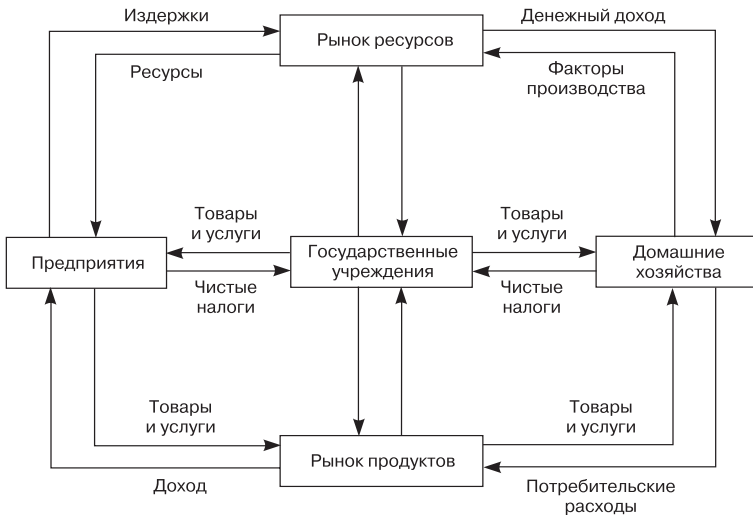 Издержки
Денежный доход
Рынок ресурсов
Ресурсы
Факторы
производства
Товары
и услуги
Товары
и услуги
Предприятия
Государственные
учреждения
Домашние
хозяйства
Чистые
налоги
Чистые
налоги
Товары
и услуги
Товары
и услуги
Рынок продуктов
Доход
Потребительские
расходы